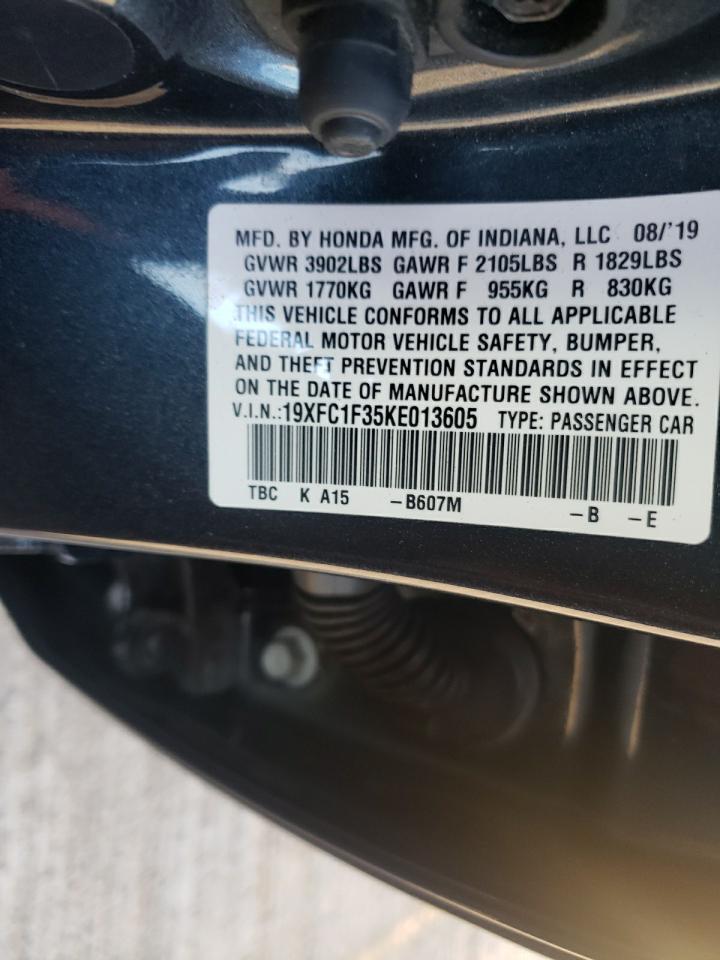 MFD. BY HONDA MFG. OF INDIANA, LLC 08/'19
GVWR 3902LBS GAWR F 2105LBS R 1829LBS
GVWR 1770KG GAWR F 955KG R 830KG
THIS VEHICLE CONFORMS TO ALL APPLICABLE
FEDERAL MOTOR VEHICLE SAFETY, BUMPER,
AND THEFT PREVENTION STANDARDS IN EFFECT
ON THE DATE OF MANUFACTURE SHOWN ABOVE.
V.I.N.:19XFC1F35KE013605 TYPE: PASSENGER CAR
TBC K A15 -B607M -B -E